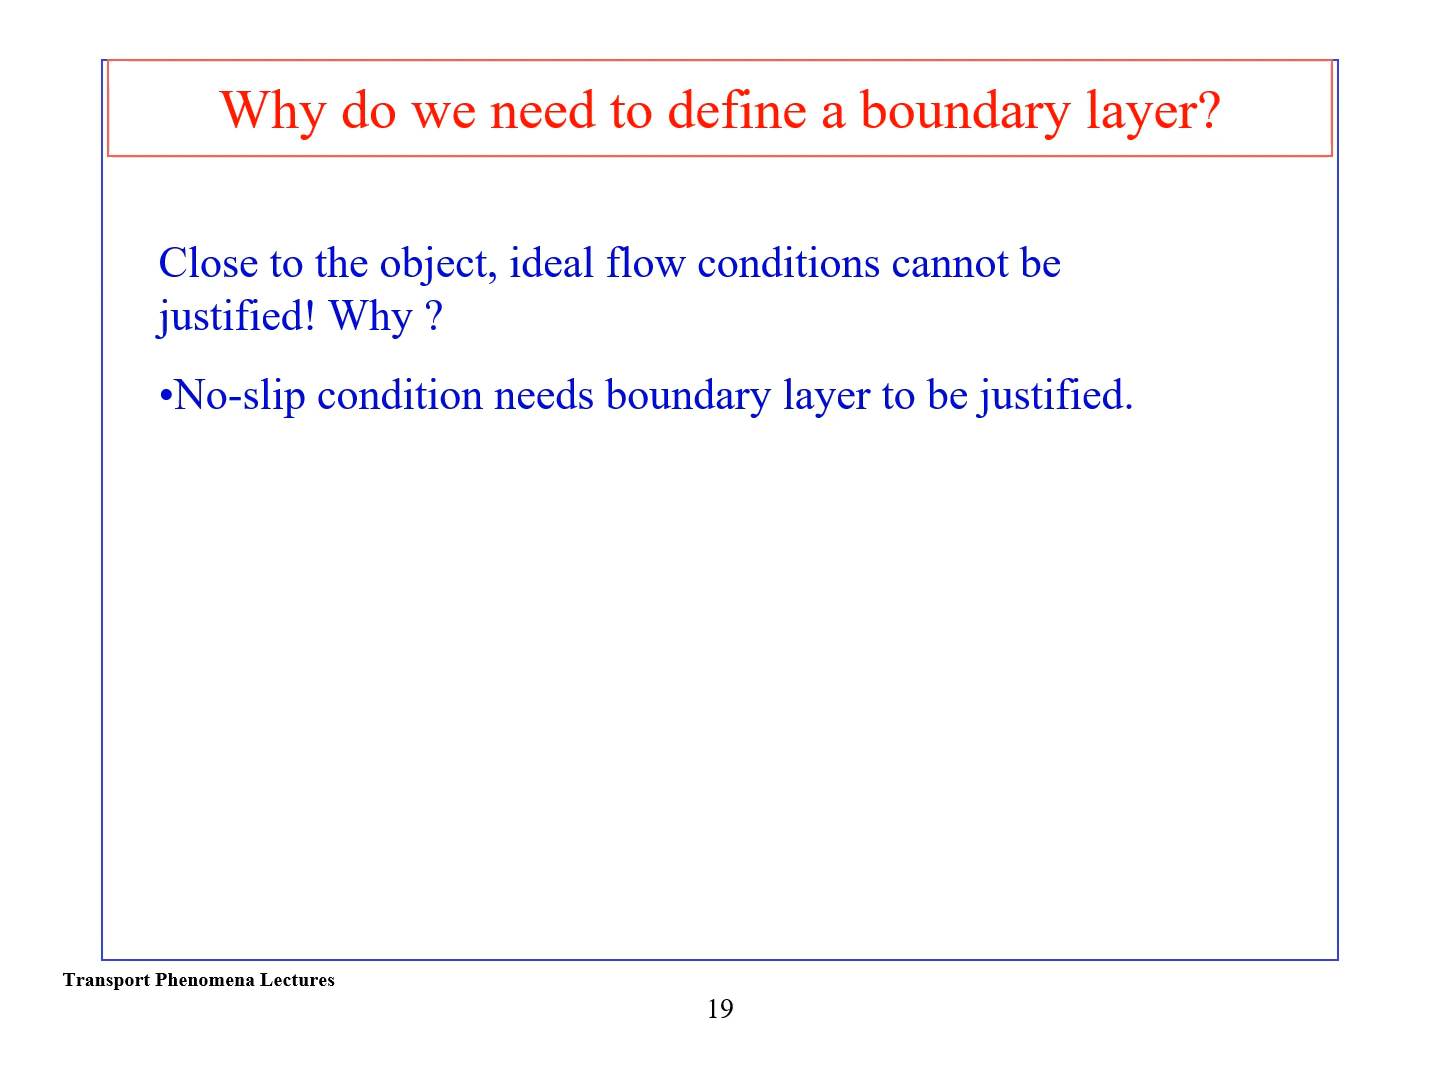 Why do we need to define a boundary layer?
Close to the object, ideal flow conditions cannot be
justified! Why ?
•No-slip condition needs boundary layer to be justified.
Transport Phenomena Lectures
19